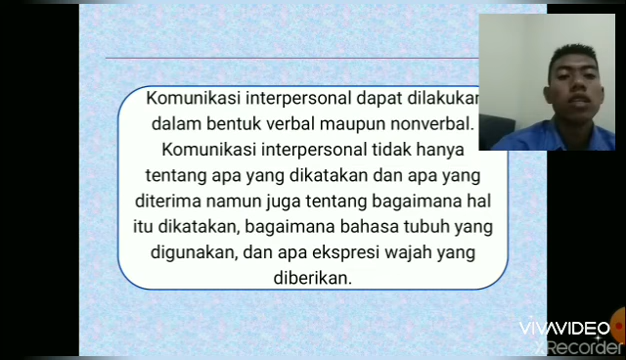 Komunikasi interpersonal dapat dilakukan
dalam bentuk verbal maupun nonverbal.
Komunikasi interpersonal tidak hanya
tentang apa yang dikatakan dan apa yang
diterima namun juga tentang bagaimana hal
itu dikatakan, bagaimana bahasa tubuh yang
digunakan, dan apa ekspresi wajah yang
diberikan.
VIVAVIDEO
XRecorder